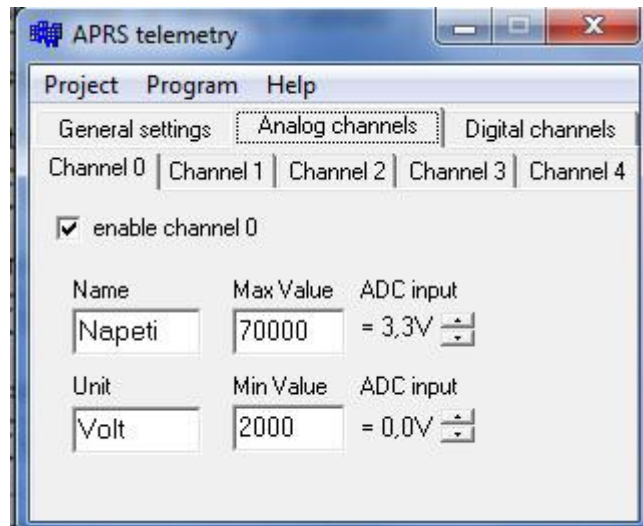 APRS telemetry
Project Program Help
General settings Analog channels Digital channels
Channel 0 Channel 1 Channel 2 Channel 3 Channel 4
enable channel 0
Name Max Value ADC input
Napeti 70000 = 3,3V
Unit Min Value ADC input
Volt 2000 = 0,0V